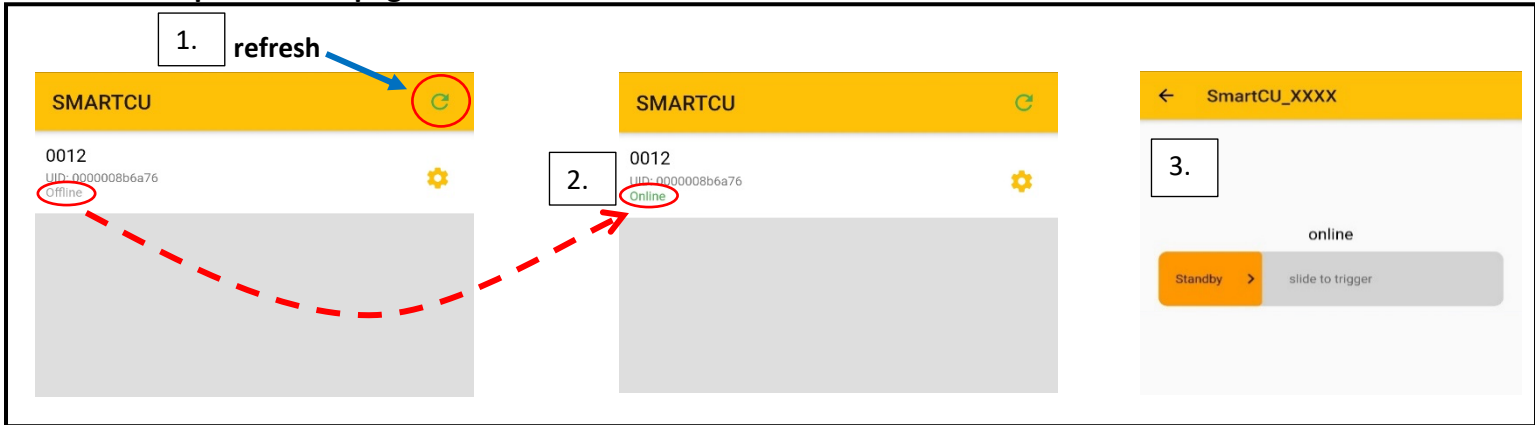 1.
refresh
SMARTCU
0012
UID: 0000008b6a76
Offline
2.
SMARTCU
0012
UID: 0000008b6a76
Online
SmartCU_XXXX
3.
online
Standby > slide to trigger